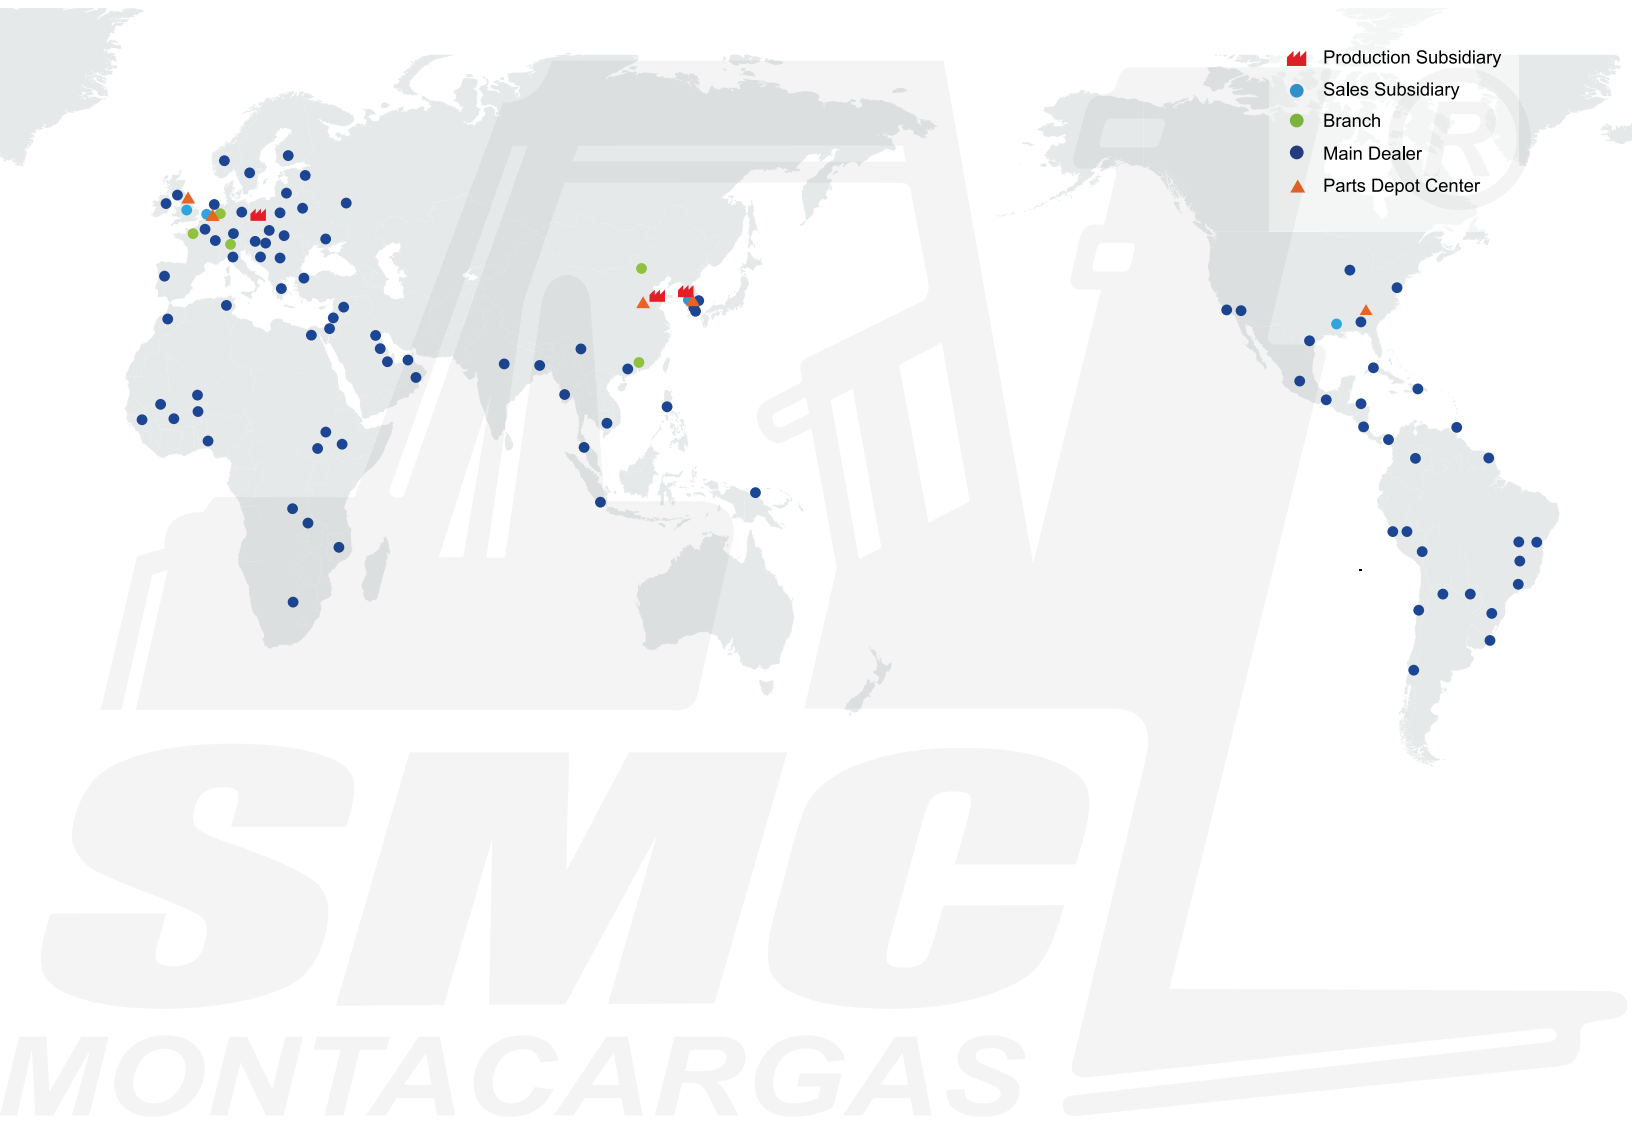 Production Subsidiary
Sales Subsidiary
Branch
Main Dealer
Parts Depot Center
®
SMC
MONTACARGAS